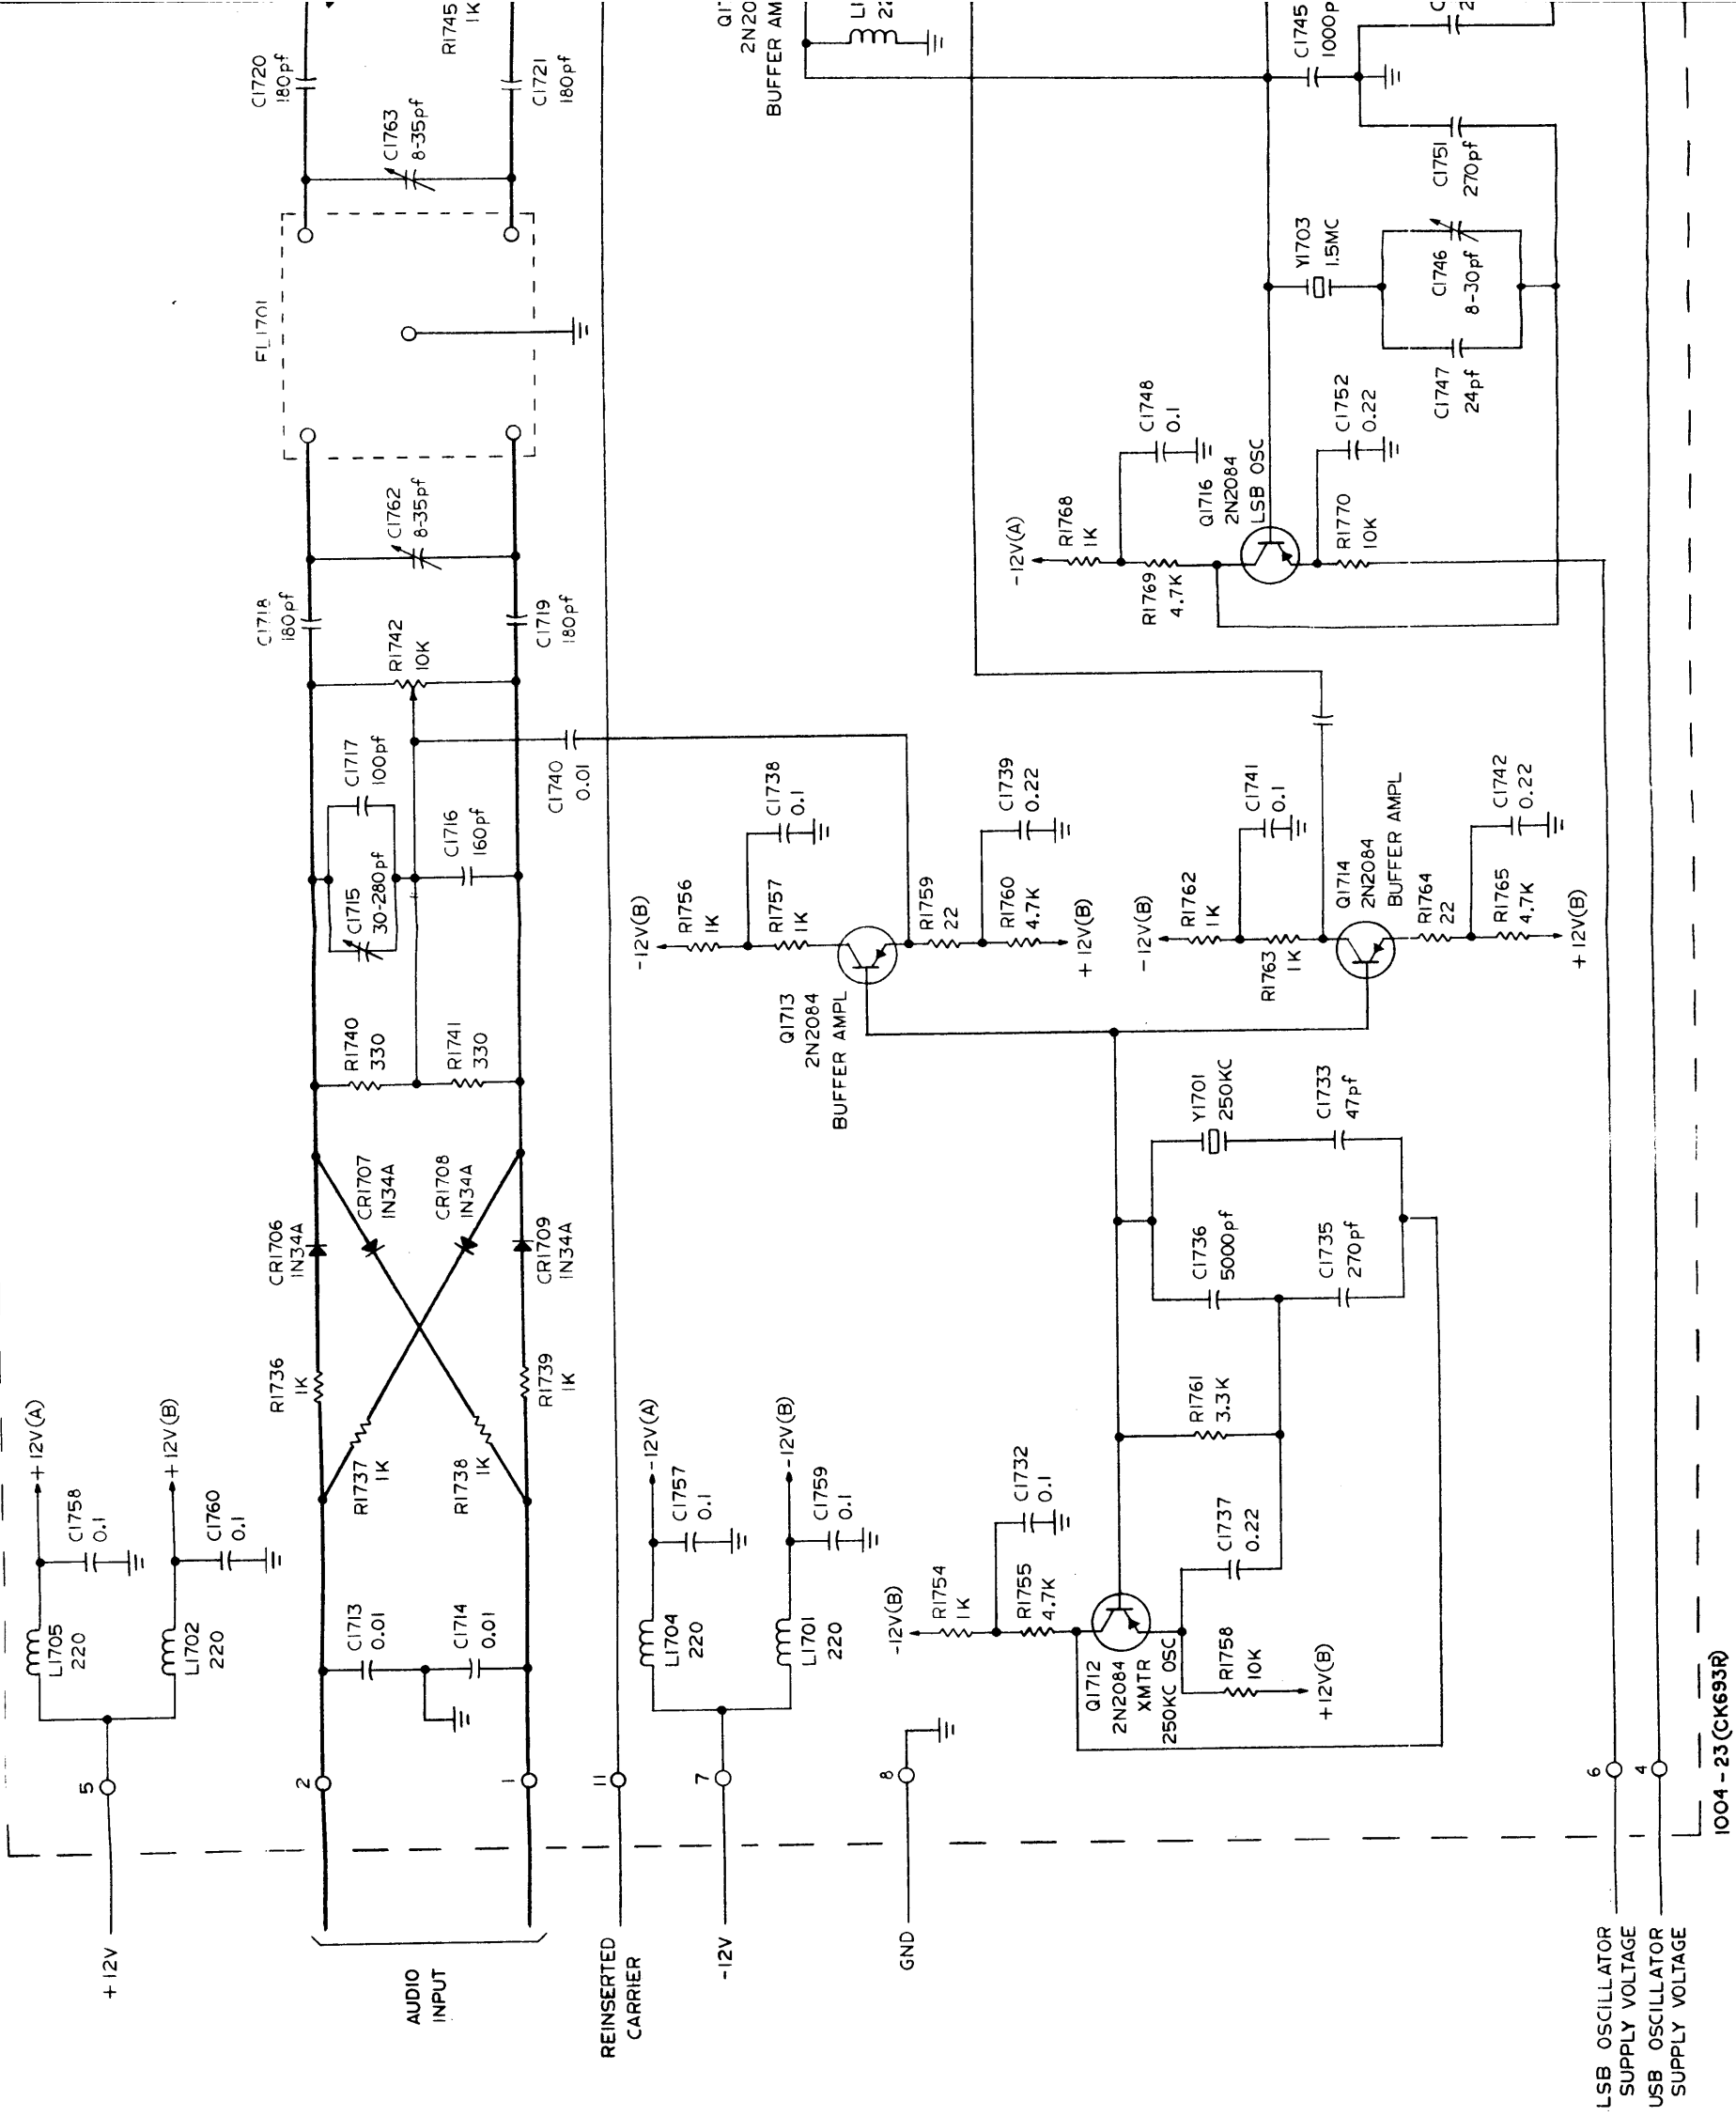 C1720
180pf
R1745
1K
C1763
8-35pf
C1721
180pf
2N20
BUFFER AM
C1745
1000p
C1751
270pf
FL1701
Y1703
1.5MC
C1746
8-30pf
C1747
24pf
C1718
180pf
C1762
8-35pf
R1742
10K
C1719
180pf
-12V(A)
R1768
1K
C1748
0.1
R1769
4.7K
Q1716
2N2084
LSB OSC
C1752
0.22
R1770
10K
C1717
100pf
C1715
30-280pf
C1716
160pf
C1740
0.01
R1740
330
R1741
330
-12V(B)
R1756
1K
C1738
0.1
R1757
1K
Q1713
2N2084
BUFFER AMPL
R1759
22
C1739
0.22
R1760
4.7K
+12V(B)
-12V(B)
R1762
1K
C1741
0.1
R1763
1K
Q1714
2N2084
BUFFER AMPL
R1764
22
C1742
0.22
R1765
4.7K
+12V(B)
CR1706
1N34A
CR1707
1N34A
CR1708
1N34A
CR1709
1N34A
R1736
1K
R1737
1K
R1738
1K
R1739
1K
Y1701
250KC
C1733
47pf
C1736
5000pf
C1735
270pf
R1761
3.3K
C1737
0.22
-12V(B)
R1754
1K
C1732
0.1
R1755
4.7K
Q1712
2N2084
XMTR
250KC OSC
R1758
10K
+12V(B)
+12V(A)
C1758
0.1
L1705
220
+12V(B)
C1760
0.1
L1702
220
C1713
0.01
C1714
0.01
-12V(A)
C1757
0.1
L1704
220
-12V(B)
C1759
0.1
L1701
220
5
2
1
11
7
8
6
4
+12V
AUDIO
INPUT
REINSERTED
CARRIER
-12V
GND
LSB OSCILLATOR
SUPPLY VOLTAGE
USB OSCILLATOR
SUPPLY VOLTAGE
1004-23(CK693R)